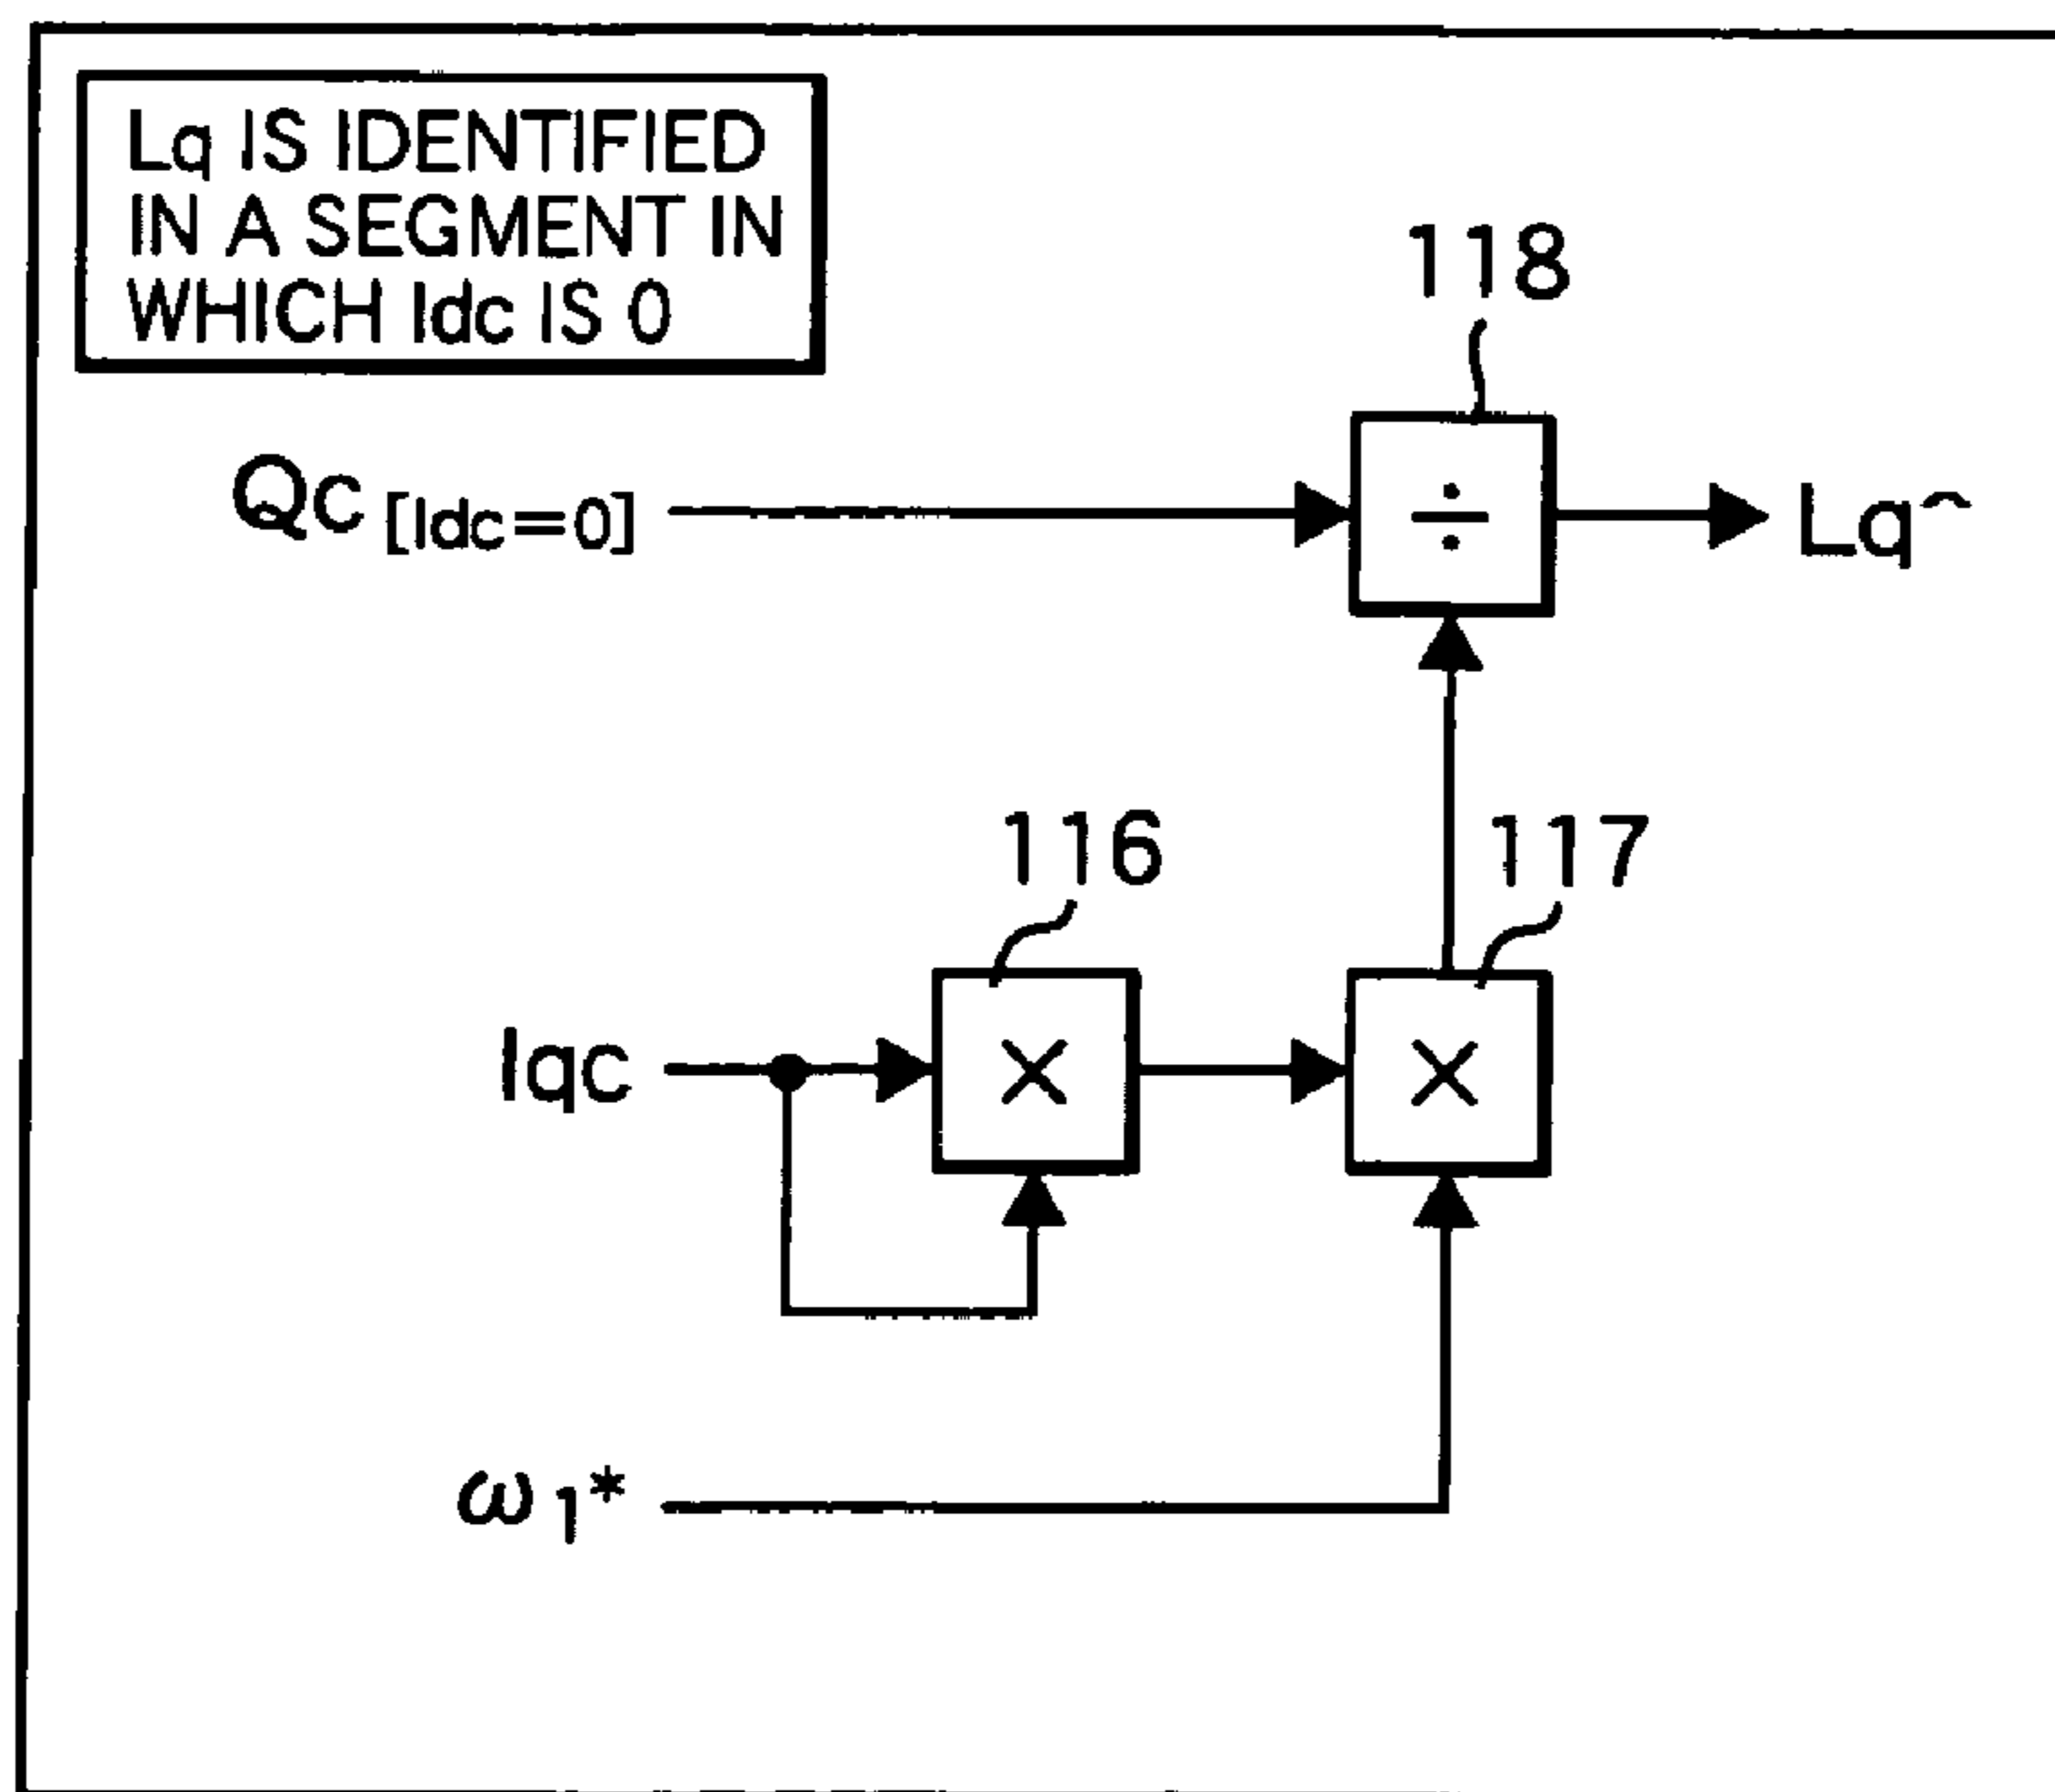 Lq IS IDENTIFIED
IN A SEGMENT IN
WHICH Idc IS 0
118
Qc [Idc=0]
÷
Lq^
116
117
Iqc
×
×
ω1*